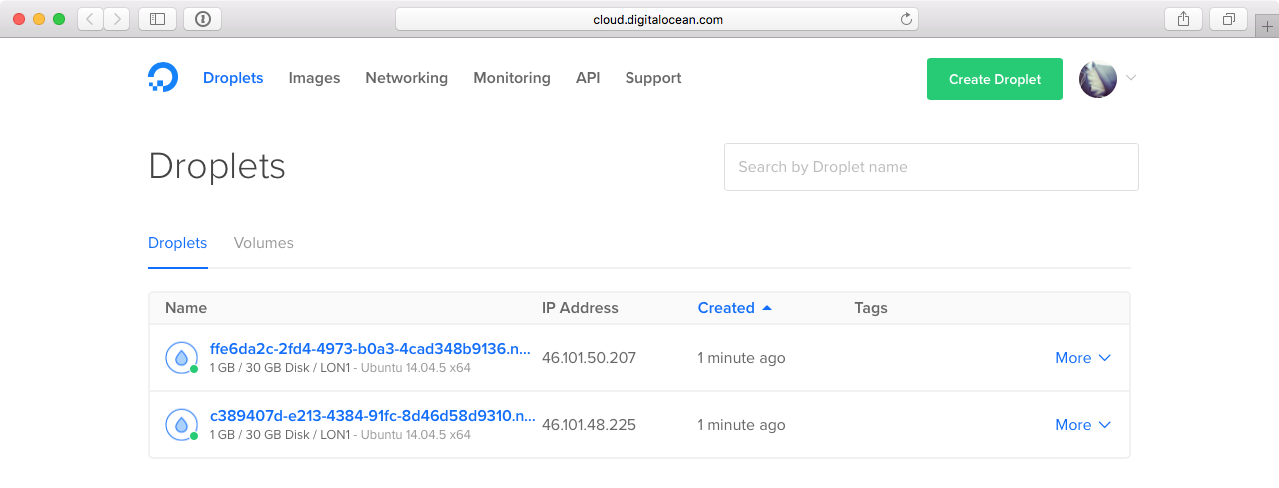 cloud.digitalocean.com
Droplets Images Networking Monitoring API Support Create Droplet
Droplets
Search by Droplet name
Droplets Volumes
Name IP Address Created Tags
ffe6da2c-2fd4-4973-b0a3-4cad348b9136.n... 46.101.50.207 1 minute ago More
1 GB / 30 GB Disk / LON1 - Ubuntu 14.04.5 x64
c389407d-e213-4384-91fc-8d46d58d9310.n... 46.101.48.225 1 minute ago More
1 GB / 30 GB Disk / LON1 - Ubuntu 14.04.5 x64